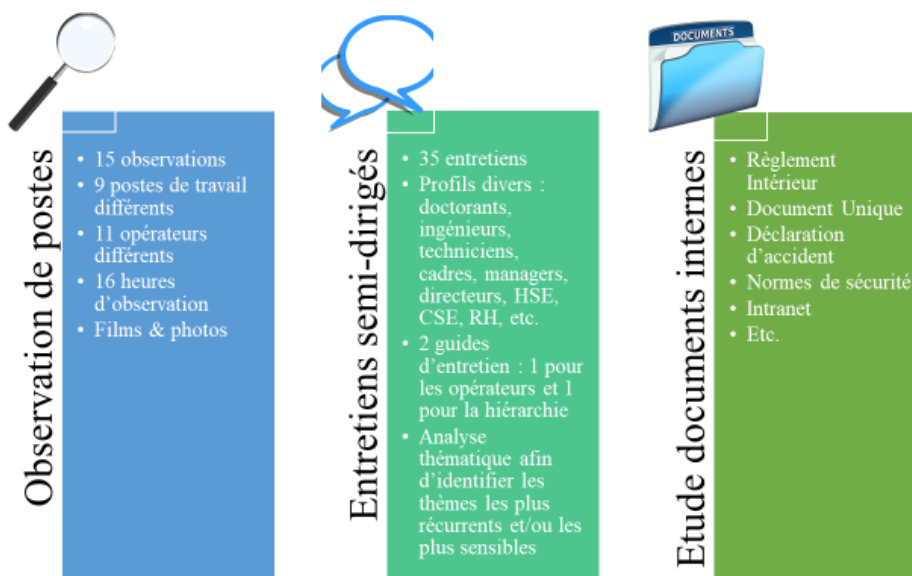 Observation de postes
• 15 observations
• 9 postes de travail
différents
• 11 opérateurs
différents
• 16 heures
d’observation
• Films & photos
Entretiens semi-dirigés
• 35 entretiens
• Profils divers :
doctorants,
ingénieurs,
techniciens,
cadres, managers,
directeurs, HSE,
CSE, RH, etc.
• 2 guides
d’entretien : 1 pour
les opérateurs et 1
pour la hiérarchie
• Analyse
thématique afin
d’identifier les
thèmes les plus
récurrents et/ou les
plus sensibles
DOCUMENTS
Etude documents internes
• Règlement
Intérieur
• Document Unique
• Déclaration
d’accident
• Normes de sécurité
• Intranet
• Etc.